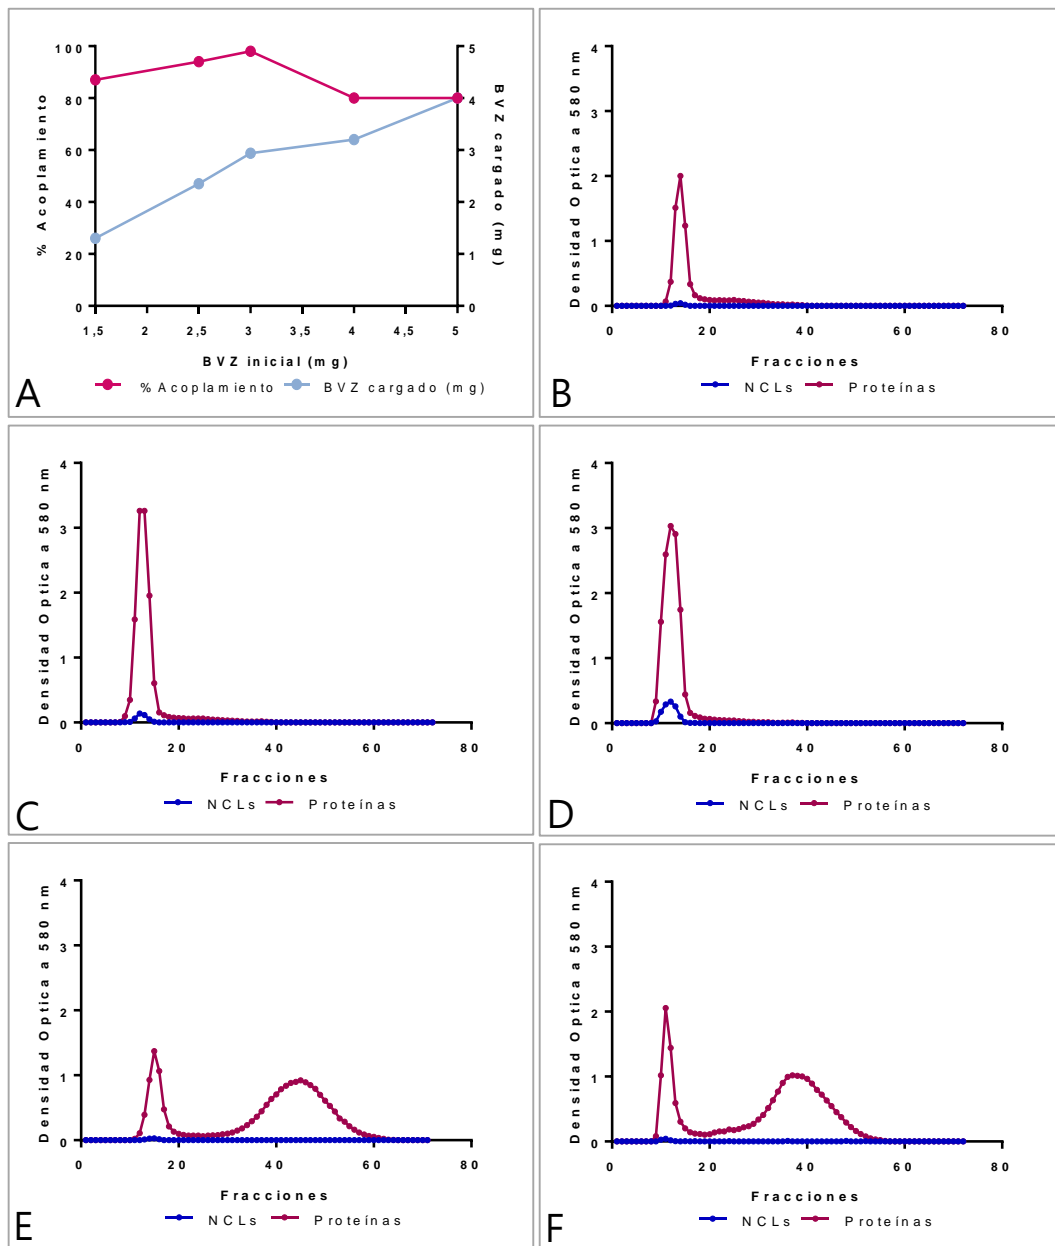 % Acoplamiento
100
80
60
40
20
0
5
4
3
2
1
0
BVZ cargado (mg)
1,5 2 2,5 3 3,5 4 4,5 5
BVZ inicial (mg)
% Acoplamiento BVZ cargado (mg)
A
Densidad Optica a 580 nm
4
3
2
1
0
0 20 40 60 80
Fracciones
NCLs Proteínas
B
Densidad Optica a 580 nm
4
3
2
1
0
0 20 40 60 80
Fracciones
NCLs Proteínas
C
Densidad Optica a 580 nm
4
3
2
1
0
0 20 40 60 80
Fracciones
NCLs Proteínas
D
Densidad Optica a 580 nm
4
3
2
1
0
0 20 40 60 80
Fracciones
NCLs Proteínas
E
Densidad Optica a 580 nm
4
3
2
1
0
0 20 40 60 80
Fracciones
NCLs Proteínas
F